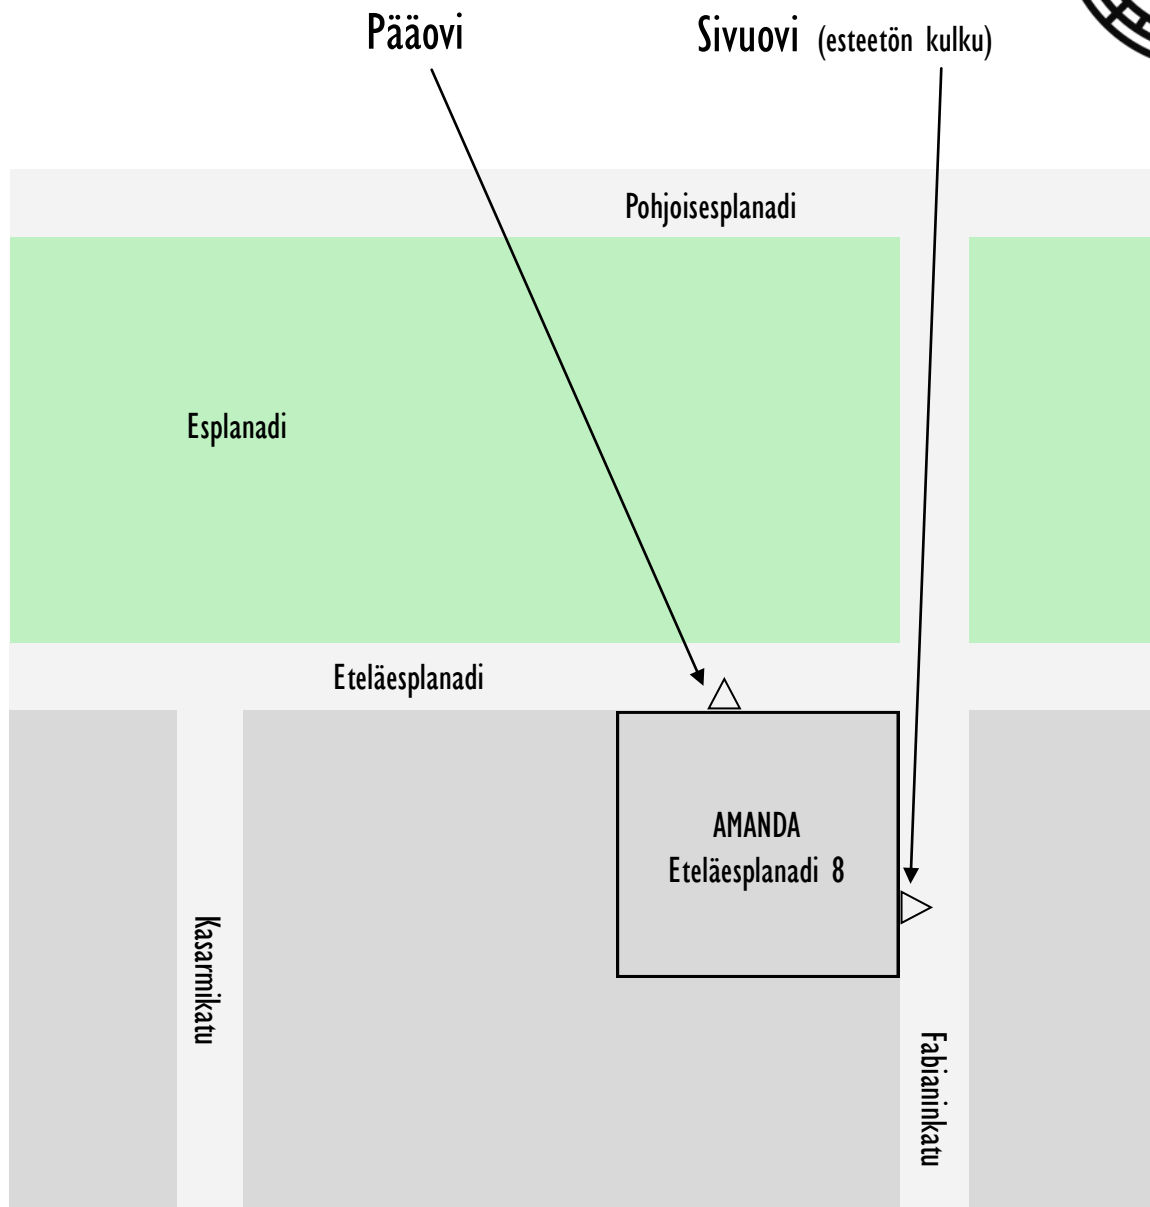 Pääovi
Sivuovi (esteetön kulku)
Pohjoisesplanadi
Esplanadi
Eteläesplanadi
AMANDA
Eteläesplanadi 8
Kasarmikatu
Fabianinkatu